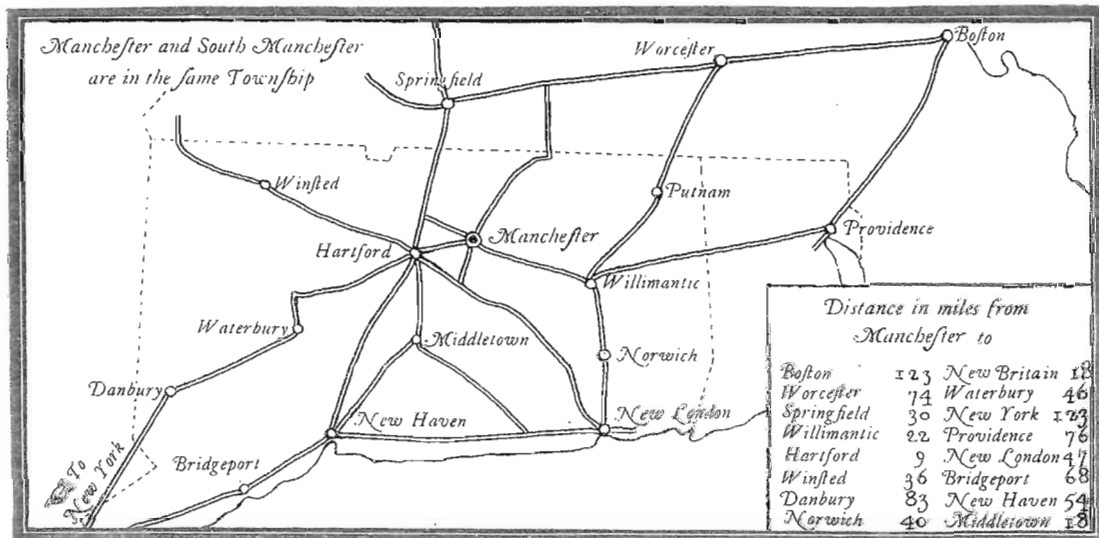 Mancheſter and South Mancheſter
are in the ſame Townſhip
Springfield
Worceſter
Boſton
Winſted
Putnam
Hartford
Mancheſter
Providence
Willimantic
Waterbury
Middletown
Norwich
Danbury
New Haven
New London
Bridgeport
To
New York
Diſtance in miles from
Mancheſter to
Boſton 123 New Britain 18
Worceſter 74 Waterbury 46
Springfield 30 New York 123
Willimantic 22 Providence 76
Hartford 9 New London 47
Winſted 36 Bridgeport 68
Danbury 83 New Haven 54
Norwich 40 Middletown 18